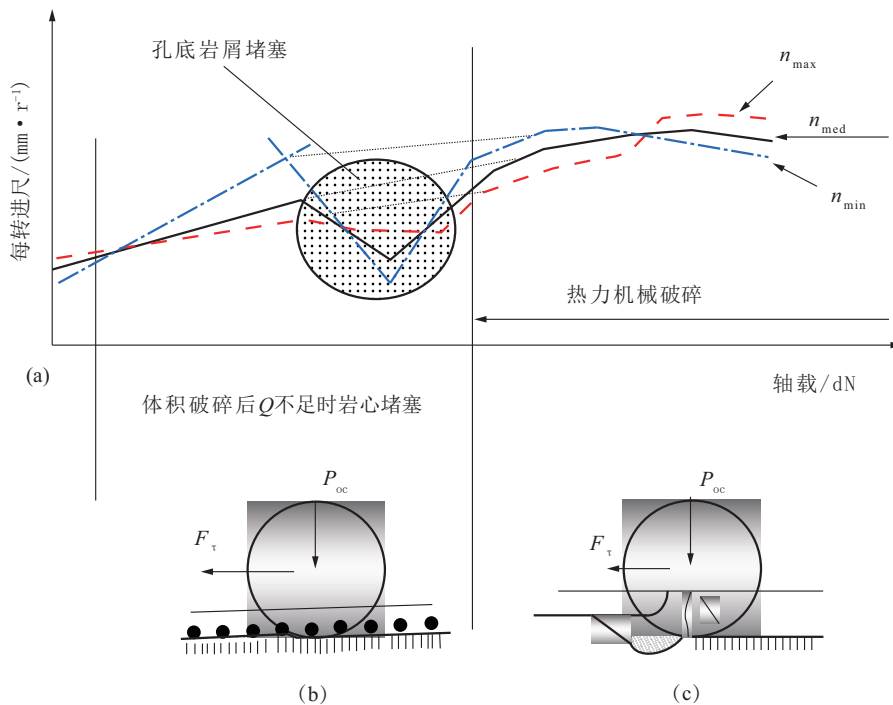 每转进尺/(mm·r⁻¹)
孔底岩屑堵塞
n_max
n_med
n_min
热力机械破碎
(a)
轴载/dN
体积破碎后Q不足时岩心堵塞
P_oc
F_τ
P_oc
F_τ
(b)
(c)